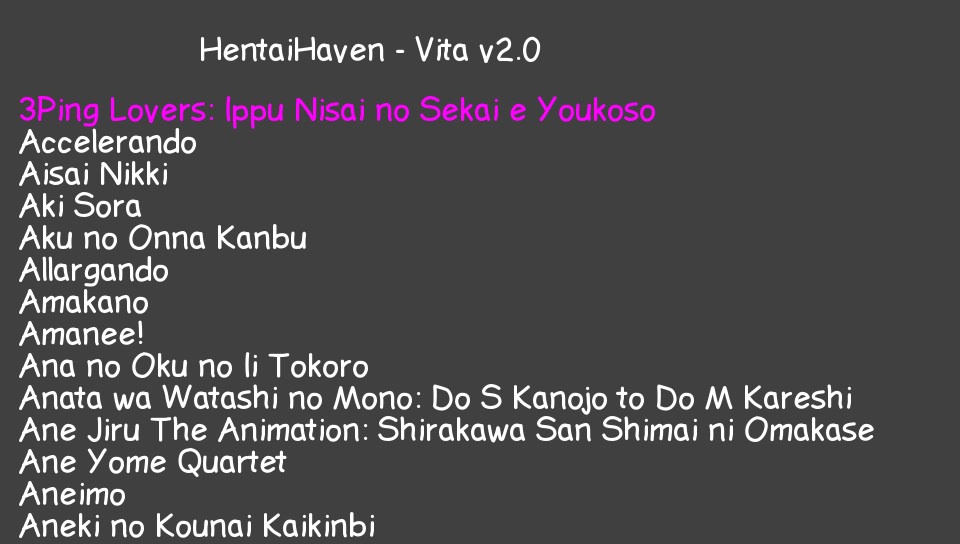 HentaiHaven - Vita v2.0
3Ping Lovers: Ippu Nisai no Sekai e Youkoso
Accelerando
Aisai Nikki
Aki Sora
Aku no Onna Kanbu
Allargando
Amakano
Amanee!
Ana no Oku no Ii Tokoro
Anata wa Watashi no Mono: Do S Kanojo to Do M Kareshi
Ane Jiru The Animation: Shirakawa San Shimai ni Omakase
Ane Yome Quartet
Aneimo
Aneki no Kounai Kaikinbi